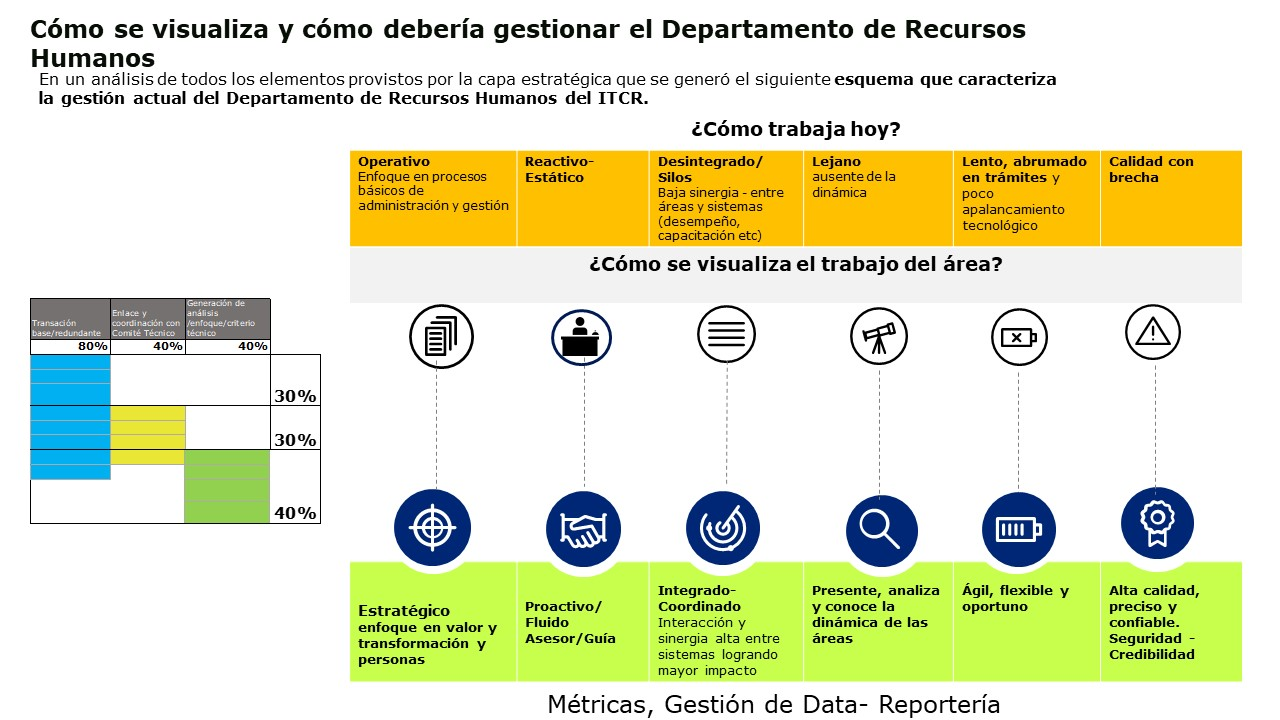 Cómo se visualiza y cómo debería gestionar el Departamento de Recursos
Humanos
En un análisis de todos los elementos provistos por la capa estratégica que se generó el siguiente esquema que caracteriza
la gestión actual del Departamento de Recursos Humanos del ITCR.
¿Cómo trabaja hoy?
Operativo
Enfoque en procesos
básicos de
administración y gestión
Reactivo-
Estático
Desintegrado/
Silos
Baja sinergia - entre
áreas y sistemas
(desempeño,
capacitación etc)
Lejano
ausente de la
dinámica
Lento, abrumado
en trámites y
poco
apalancamiento
tecnológico
Calidad con
brecha
¿Cómo se visualiza el trabajo del área?
Transación
base/redundante
Enlace y
coordinación con
Comité Técnico
Generación de
análisis
/enfoque/criterio
técnico
80%
40%
40%
30%
30%
40%
Estratégico
enfoque en valor y
transformación y
personas
Proactivo/
Fluido
Asesor/Guía
Integrado-
Coordinado
Interacción y
sinergia alta entre
sistemas logrando
mayor impacto
Presente, analiza
y conoce la
dinámica de las
áreas
Ágil, flexible y
oportuno
Alta calidad,
preciso y
confiable.
Seguridad -
Credibilidad
Métricas, Gestión de Data- Reportería